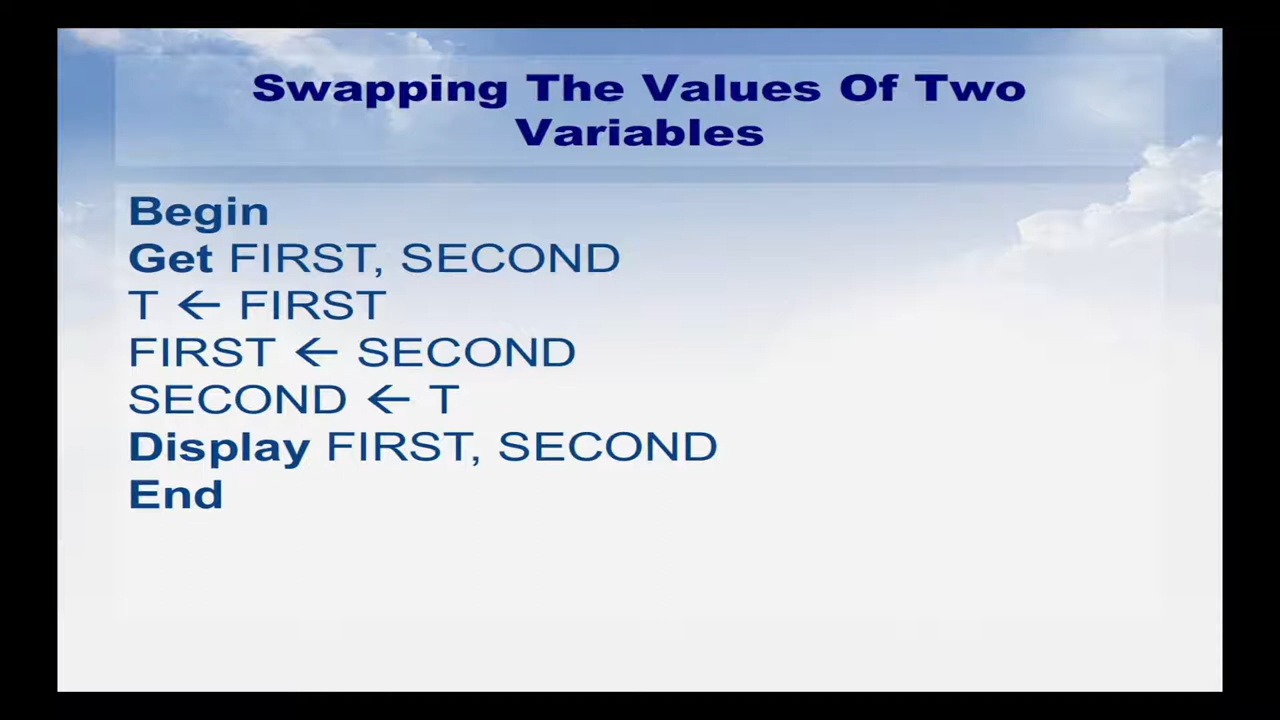 Swapping The Values Of Two
Variables
Begin
Get FIRST, SECOND
T ← FIRST
FIRST ← SECOND
SECOND ← T
Display FIRST, SECOND
End